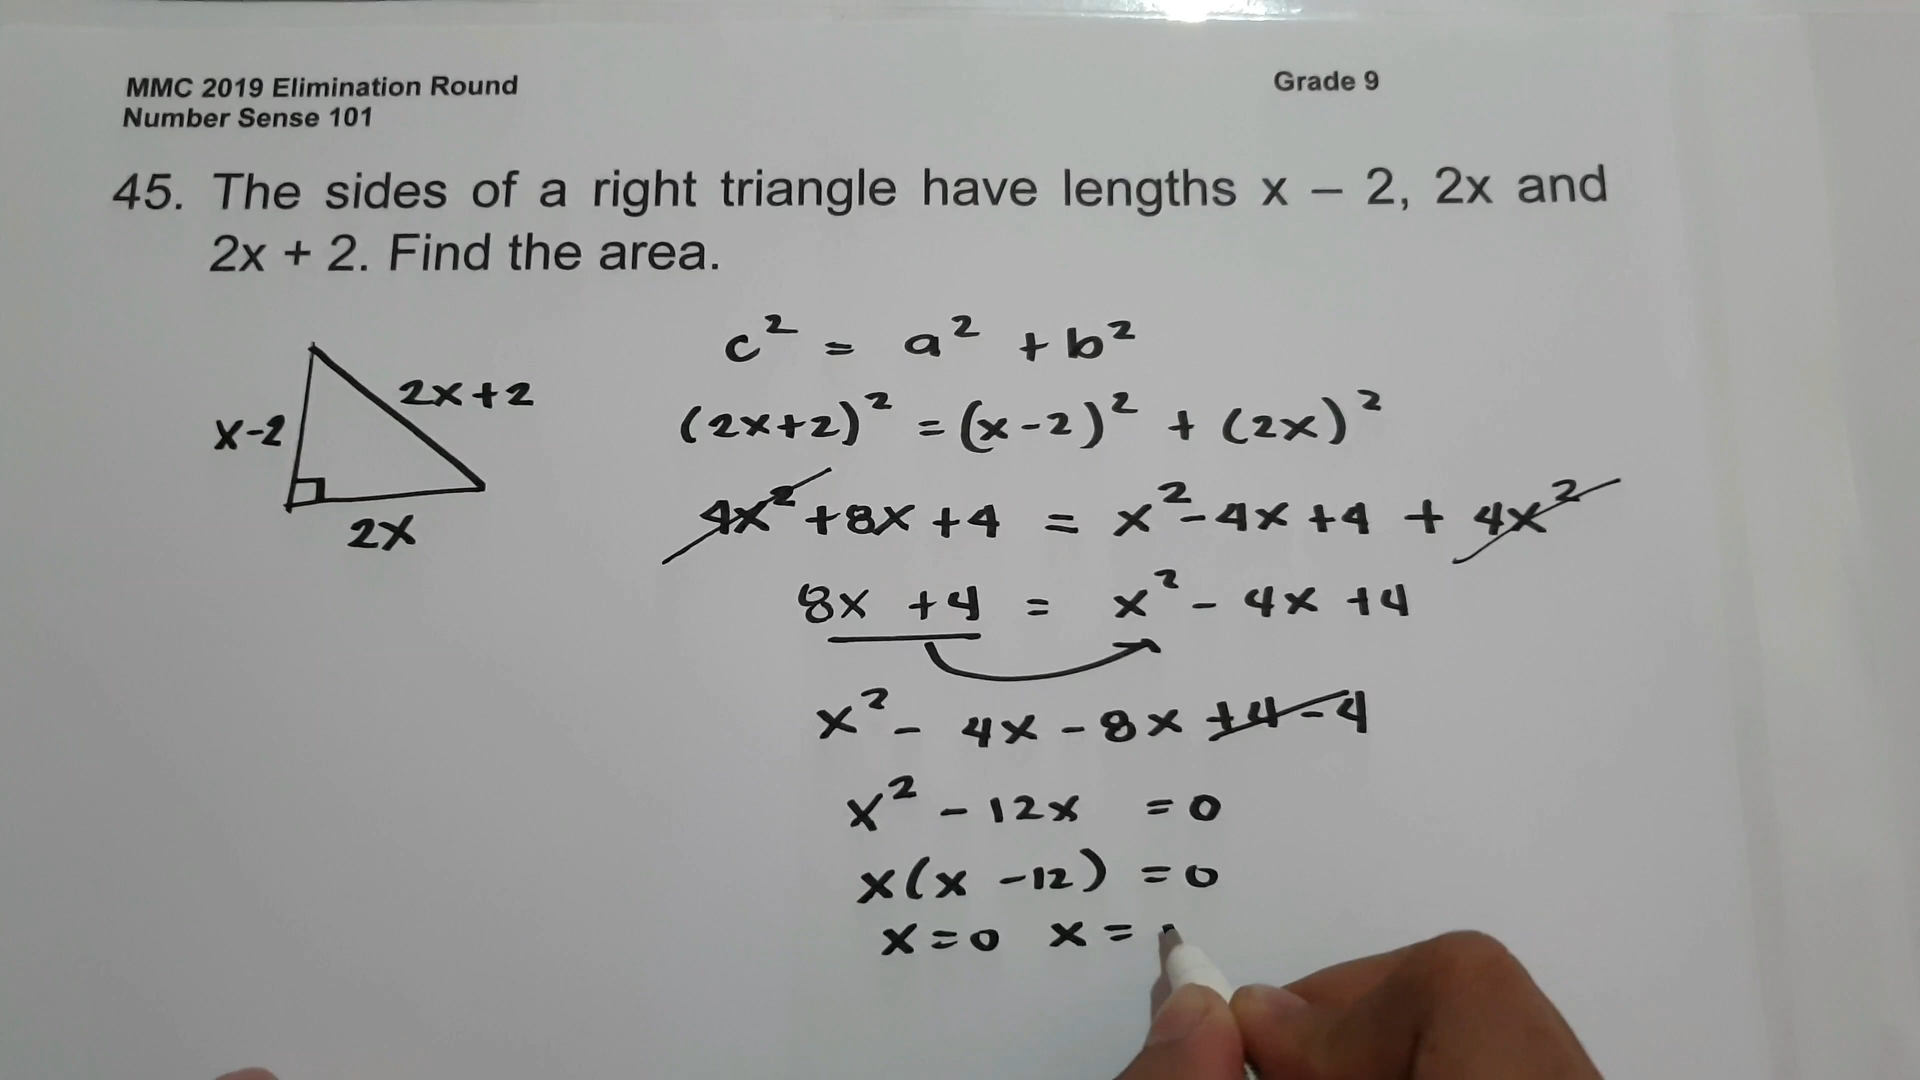 MMC 2019 Elimination Round
Grade 9
Number Sense 101
45. The sides of a right triangle have lengths x – 2, 2x and
2x + 2. Find the area.
c² = a² + b²
2x+2
x-2
2x
(2x+2)² = (x-2)² + (2x)²
4x² + 8x + 4 = x² - 4x + 4 + 4x²
8x + 4 = x² - 4x + 4
x² - 4x - 8x + 4 - 4
x² - 12x = 0
x(x - 12) = 0
x = 0 x =